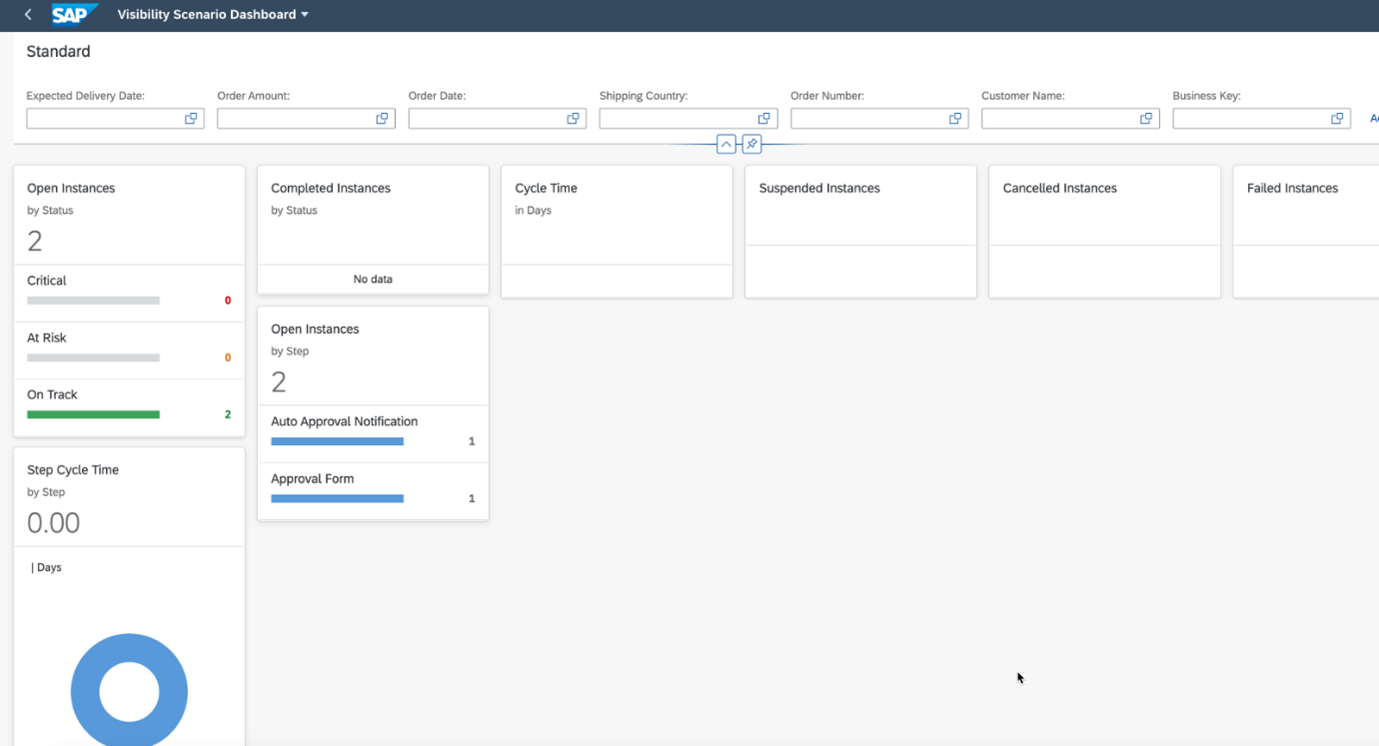 SAP Visibility Scenario Dashboard
Standard
Expected Delivery Date:
Order Amount:
Order Date:
Shipping Country:
Order Number:
Customer Name:
Business Key:
Open Instances
by Status
2
Critical
0
At Risk
0
On Track
2
Completed Instances
by Status
No data
Cycle Time
in Days
Suspended Instances
Cancelled Instances
Failed Instances
Open Instances
by Step
2
Auto Approval Notification
1
Approval Form
1
Step Cycle Time
by Step
0.00
| Days